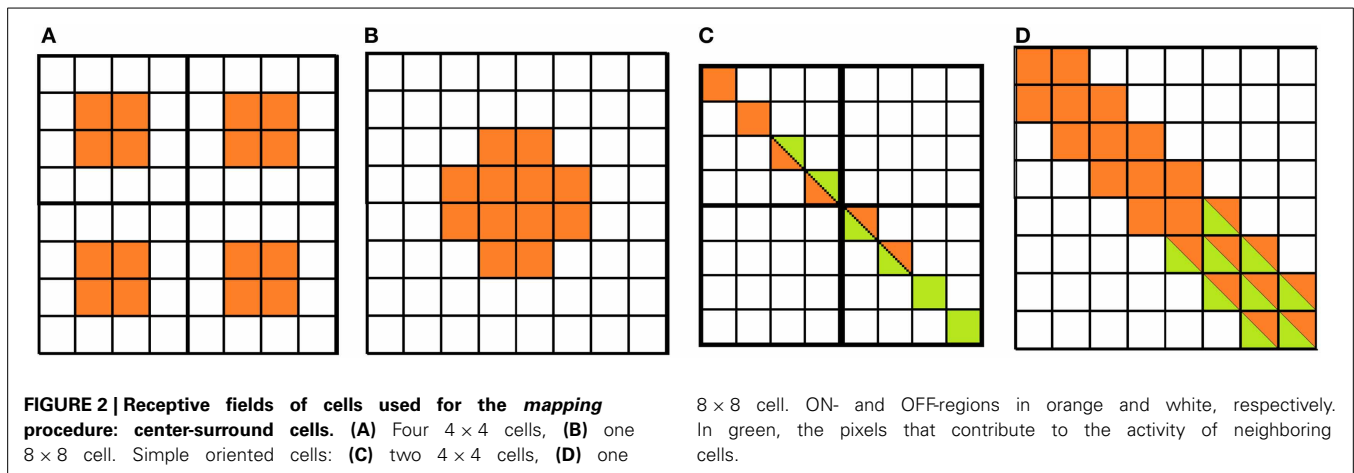 A
B
C
D
FIGURE 2 | Receptive fields of cells used for the mapping
procedure: center-surround cells. (A) Four 4 × 4 cells, (B) one
8 × 8 cell. Simple oriented cells: (C) two 4 × 4 cells, (D) one
8 × 8 cell. ON- and OFF-regions in orange and white, respectively.
In green, the pixels that contribute to the activity of neighboring
cells.